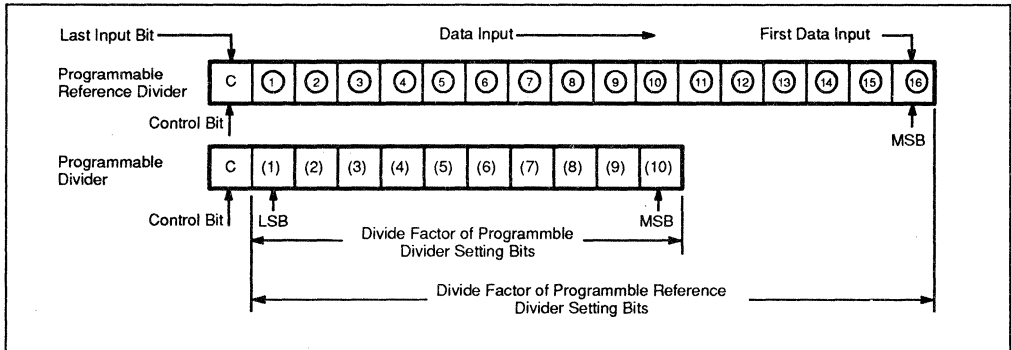 Last Input Bit
Data Input
First Data Input
Programmable
Reference Divider
C ① ② ③ ④ ⑤ ⑥ ⑦ ⑧ ⑨ ⑩ ⑪ ⑫ ⑬ ⑭ ⑮ ⑯
Control Bit
MSB
Programmable
Divider
C (1) (2) (3) (4) (5) (6) (7) (8) (9) (10)
Control Bit
LSB
MSB
Divide Factor of Programmble
Divider Setting Bits
Divide Factor of Programmble Reference
Divider Setting Bits